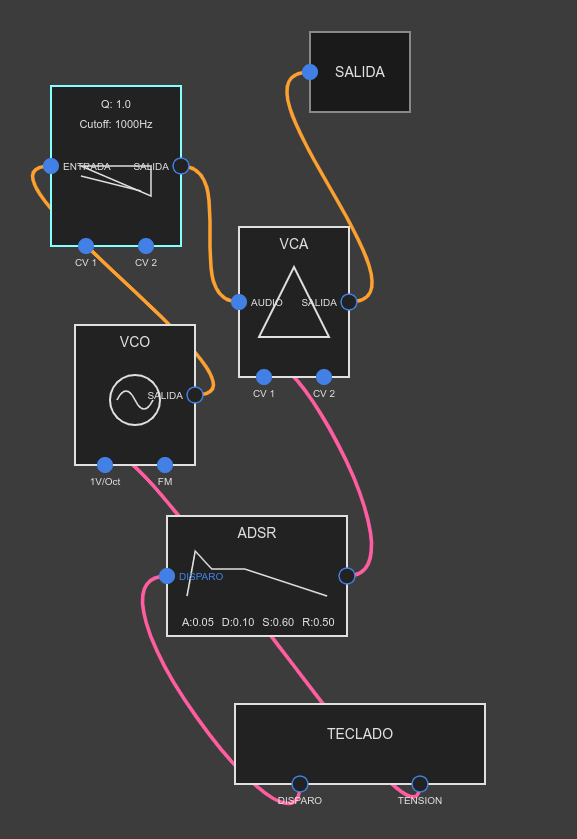 SALIDA
Q: 1.0
Cutoff: 1000Hz
ENTRADA
SALIDA
CV 1
CV 2
VCA
AUDIO
SALIDA
CV 1
CV 2
VCO
SALIDA
1V/Oct
FM
ADSR
DISPARO
A:0.05 D:0.10 S:0.60 R:0.50
TECLADO
DISPARO
TENSION